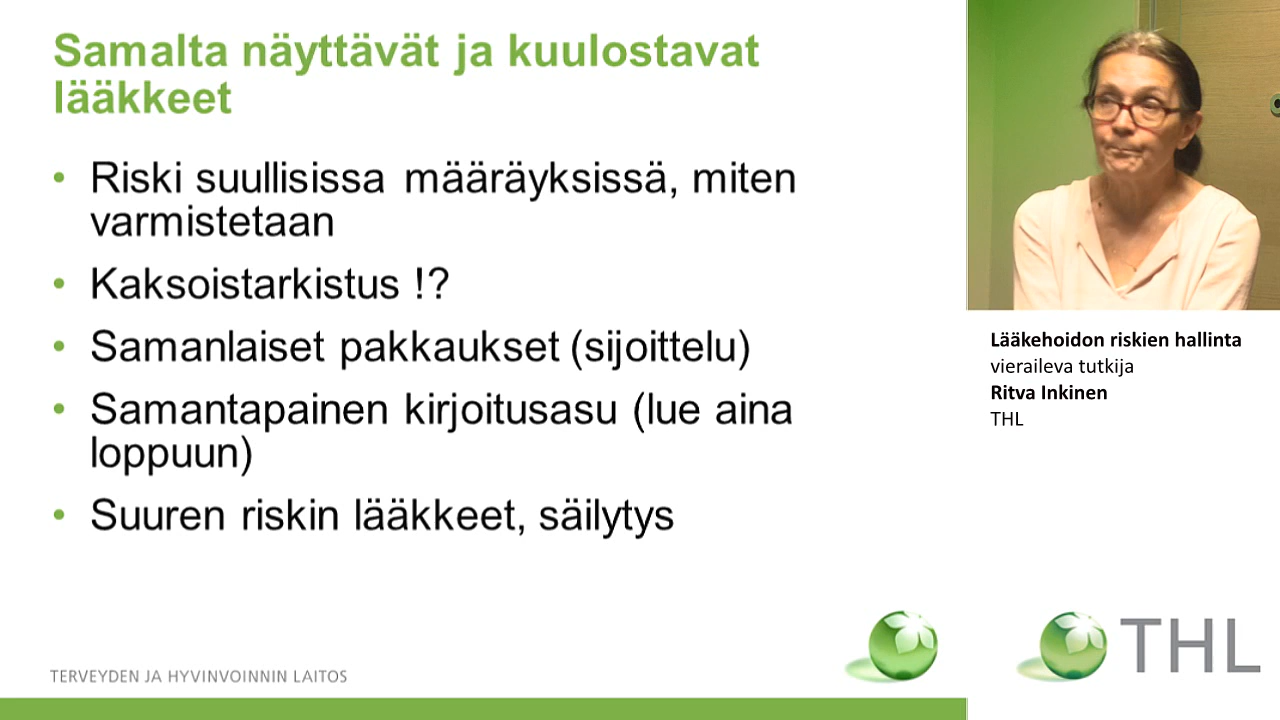 Samalta näyttävät ja kuulostavat
lääkkeet
• Riski suullisissa määräyksissä, miten
varmistetaan
• Kaksoistarkistus !?
• Samanlaiset pakkaukset (sijoittelu)
• Samantapainen kirjoitusasu (lue aina
loppuun)
• Suuren riskin lääkkeet, säilytys
TERVEYDEN JA HYVINVOINNIN LAITOS
Lääkehoidon riskien hallinta
vieraileva tutkija
Ritva Inkinen
THL
THL